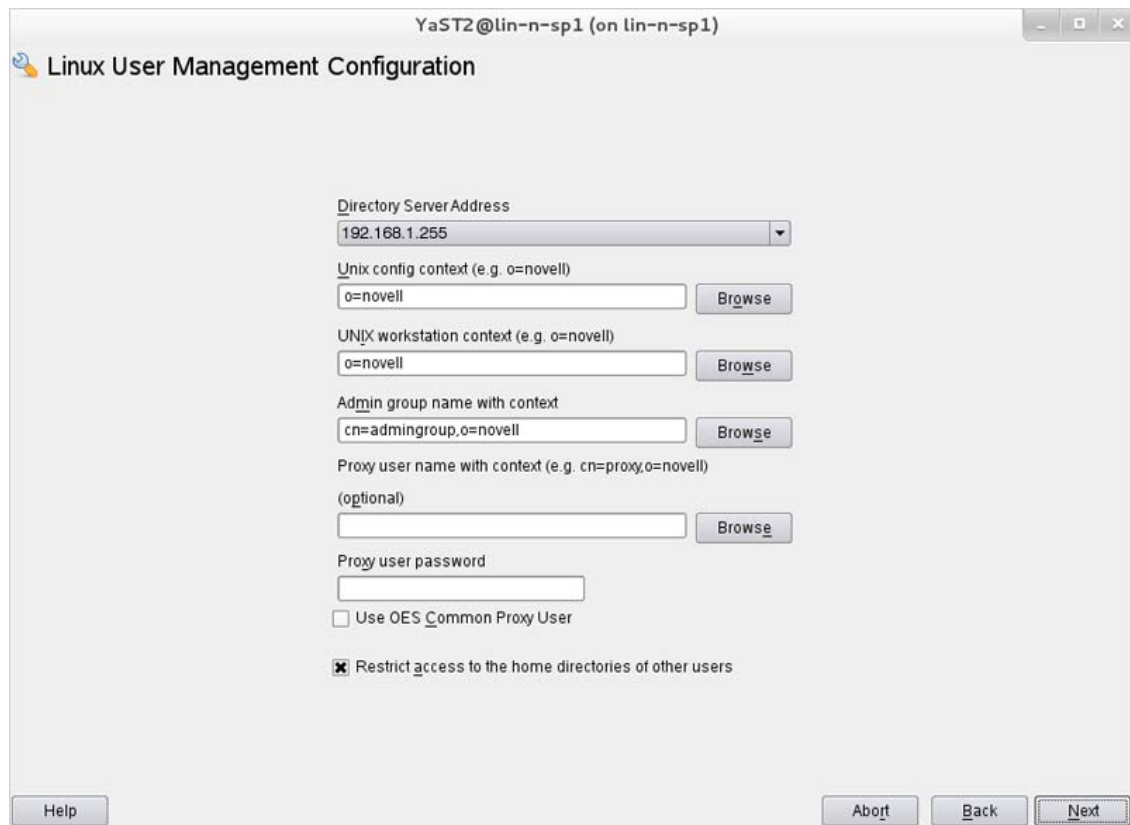 YaST2@lin-n-sp1 (on lin-n-sp1)
Linux User Management Configuration
Directory Server Address
192.168.1.255
Unix config context (e.g. o=novell)
o=novell
Browse
UNIX workstation context (e.g. o=novell)
o=novell
Browse
Admin group name with context
cn=admingroup,o=novell
Browse
Proxy user name with context (e.g. cn=proxy,o=novell)
(optional)
Browse
Proxy user password
Use OES Common Proxy User
Restrict access to the home directories of other users
Help
Abort
Back
Next